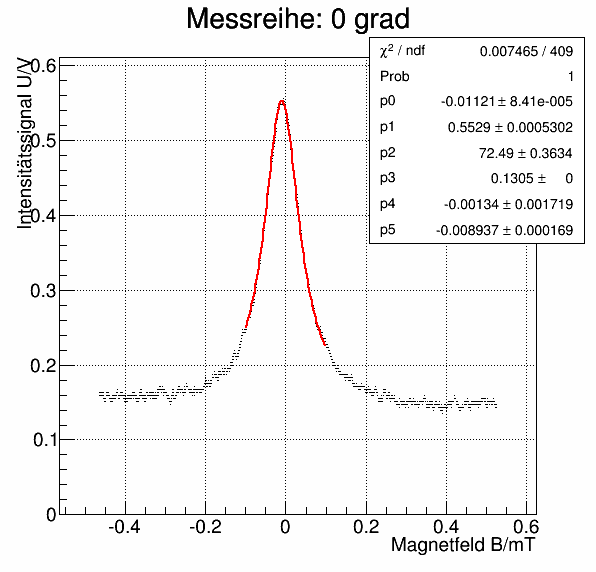 Messreihe: 0 grad
χ² / ndf 0.007465 / 409
Prob 1
p0 -0.01121 ± 8.41e-005
p1 0.5529 ± 0.0005302
p2 72.49 ± 0.3634
p3 0.1305 ± 0
p4 -0.00134 ± 0.001719
p5 -0.008937 ± 0.000169
Intensitätssignal U/V
0.6
0.5
0.4
0.3
0.2
0.1
0
-0.4 -0.2 0 0.2 0.4 0.6
Magnetfeld B/mT